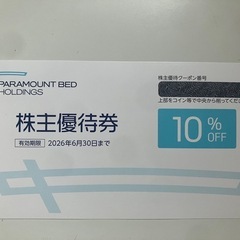 PARAMOUNT BED
HOLDINGS
株主優待券
有効期限 2026年6月30日まで
株主優待クーポン番号
上部をコイン等で中央から削ってください
10%
OFF